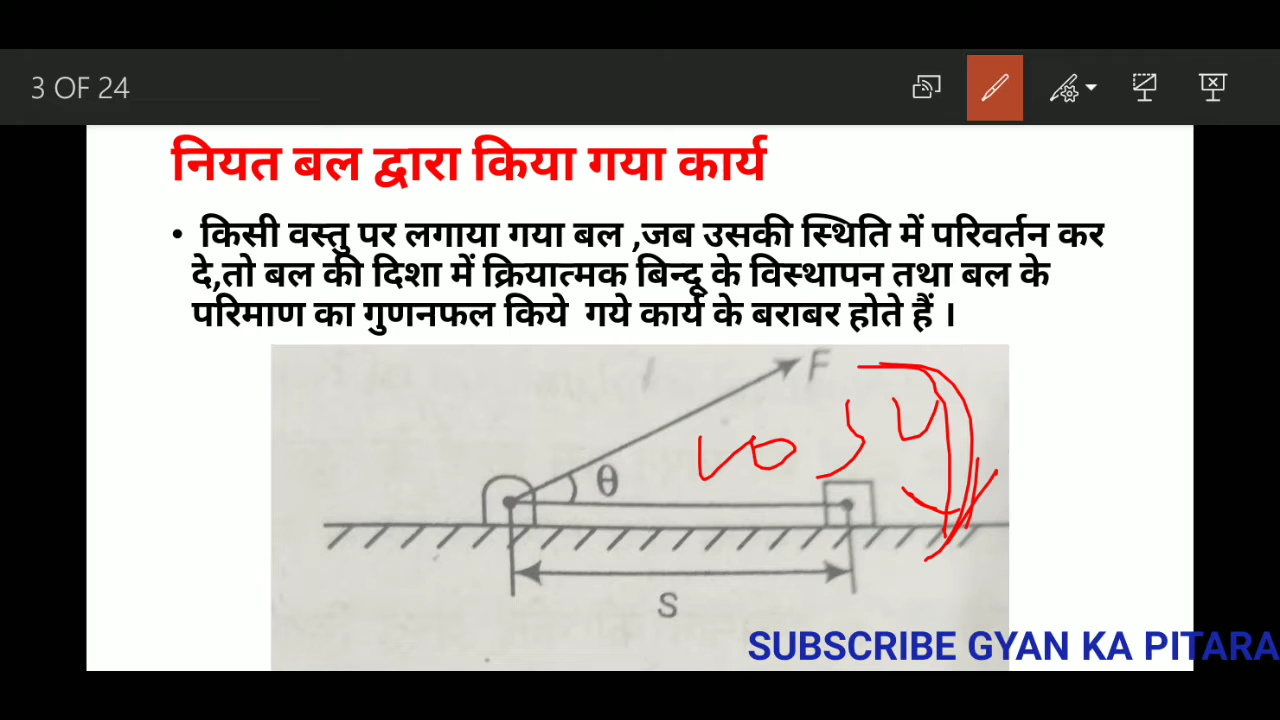 3 OF 24
नियत बल द्वारा किया गया कार्य
• किसी वस्तु पर लगाया गया बल ,जब उसकी स्थिति में परिवर्तन कर
दे,तो बल की दिशा में क्रियात्मक बिन्दू के विस्थापन तथा बल के
परिमाण का गुणनफल किये गये कार्य के बराबर होते हैं ।
F
θ
S
SUBSCRIBE GYAN KA PITARA